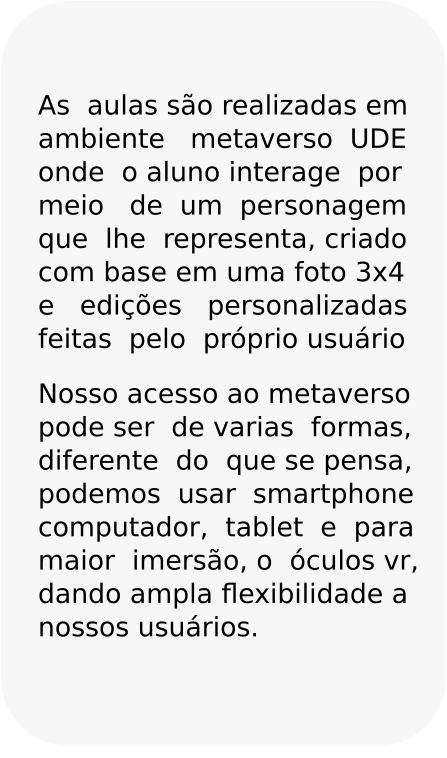 As aulas são realizadas em
ambiente metaverso UDE
onde o aluno interage por
meio de um personagem
que lhe representa, criado
com base em uma foto 3x4
e edições personalizadas
feitas pelo próprio usuário
Nosso acesso ao metaverso
pode ser de varias formas,
diferente do que se pensa,
podemos usar smartphone
computador, tablet e para
maior imersão, o óculos vr,
dando ampla flexibilidade a
nossos usuários.